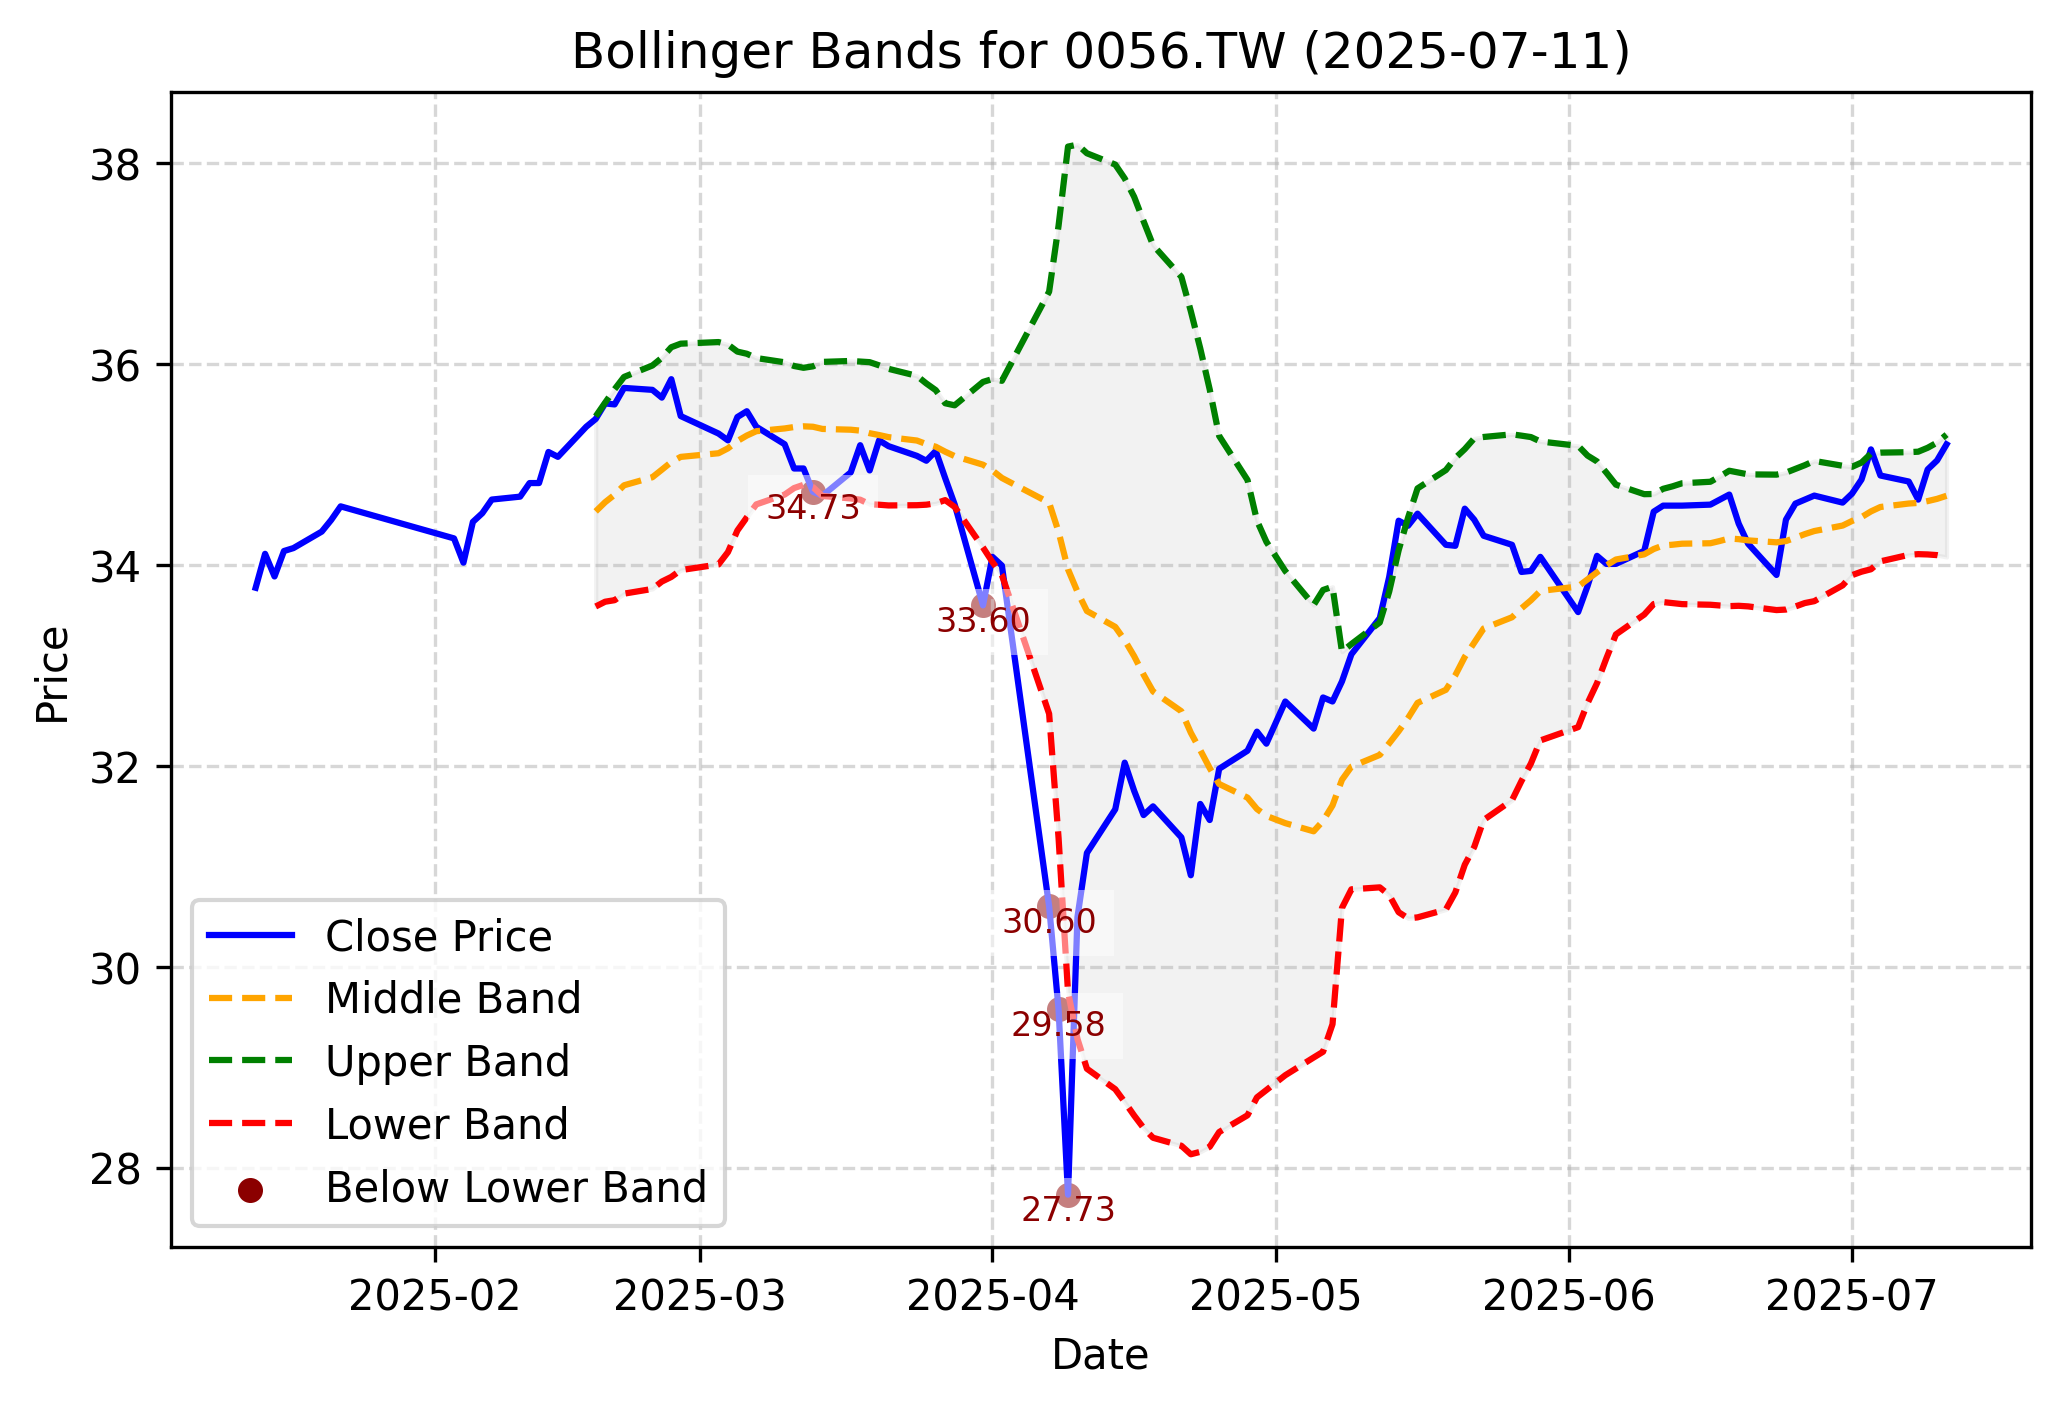 Bollinger Bands for 0056.TW (2025-07-11)
38
36
34
32
30
28
Price
34.73
33.60
30.60
29.58
27.73
Close Price
Middle Band
Upper Band
Lower Band
Below Lower Band
2025-02
2025-03
2025-04
2025-05
2025-06
2025-07
Date